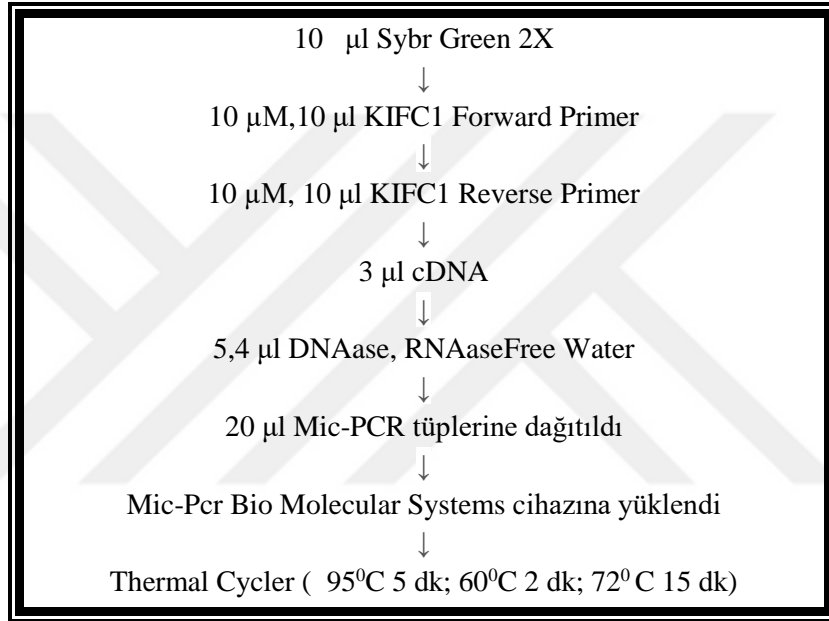 10 µl Sybr Green 2X
↓
10 µM,10 µl KIFC1 Forward Primer
↓
10 µM, 10 µl KIFC1 Reverse Primer
↓
3 µl cDNA
↓
5,4 µl DNAase, RNAaseFree Water
↓
20 µl Mic-PCR tüplerine dağıtıldı
↓
Mic-Pcr Bio Molecular Systems cihazına yüklendi
↓
Thermal Cycler ( 95⁰C 5 dk; 60⁰C 2 dk; 72⁰ C 15 dk)